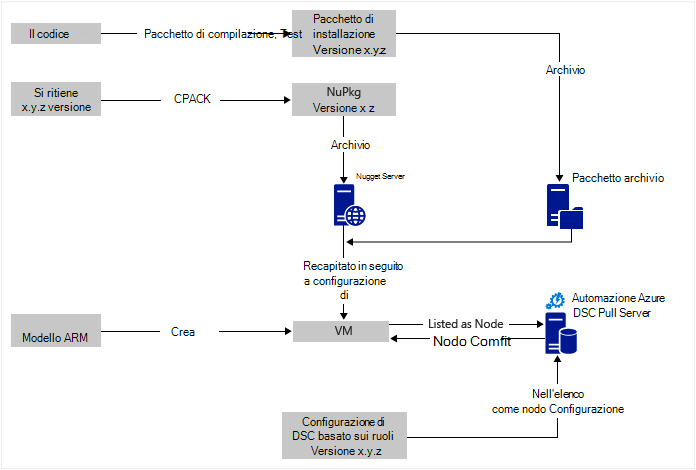 Il codice
Pacchetto di compilazione, Test
Pacchetto di
installazione
Versione x.y.z
Archivio
Si ritiene
x.y.z versione
CPACK
NuPkg
Versione x z
Archivio
Nugget Server
Pacchetto archivio
Recapitato in seguito
a configurazione
di
Automazione Azure
DSC Pull Server
Modello ARM
Crea
VM
Listed as Node
Nodo Comfit
Nell'elenco
come nodo Configurazione
Configurazione di
DSC basato sui ruoli
Versione x.y.z